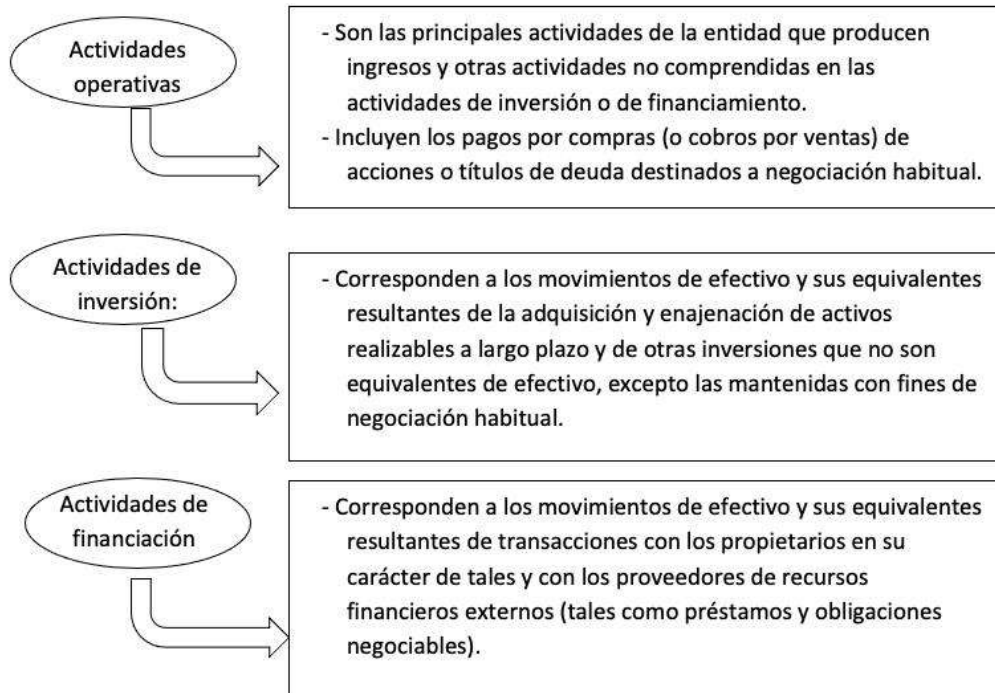 Actividades
operativas
- Son las principales actividades de la entidad que producen
ingresos y otras actividades no comprendidas en las
actividades de inversión o de financiamiento.
- Incluyen los pagos por compras (o cobros por ventas) de
acciones o títulos de deuda destinados a negociación habitual.
Actividades de
inversión:
- Corresponden a los movimientos de efectivo y sus equivalentes
resultantes de la adquisición y enajenación de activos
realizables a largo plazo y de otras inversiones que no son
equivalentes de efectivo, excepto las mantenidas con fines de
negociación habitual.
Actividades de
financiación
- Corresponden a los movimientos de efectivo y sus equivalentes
resultantes de transacciones con los propietarios en su
carácter de tales y con los proveedores de recursos
financieros externos (tales como préstamos y obligaciones
negociables).